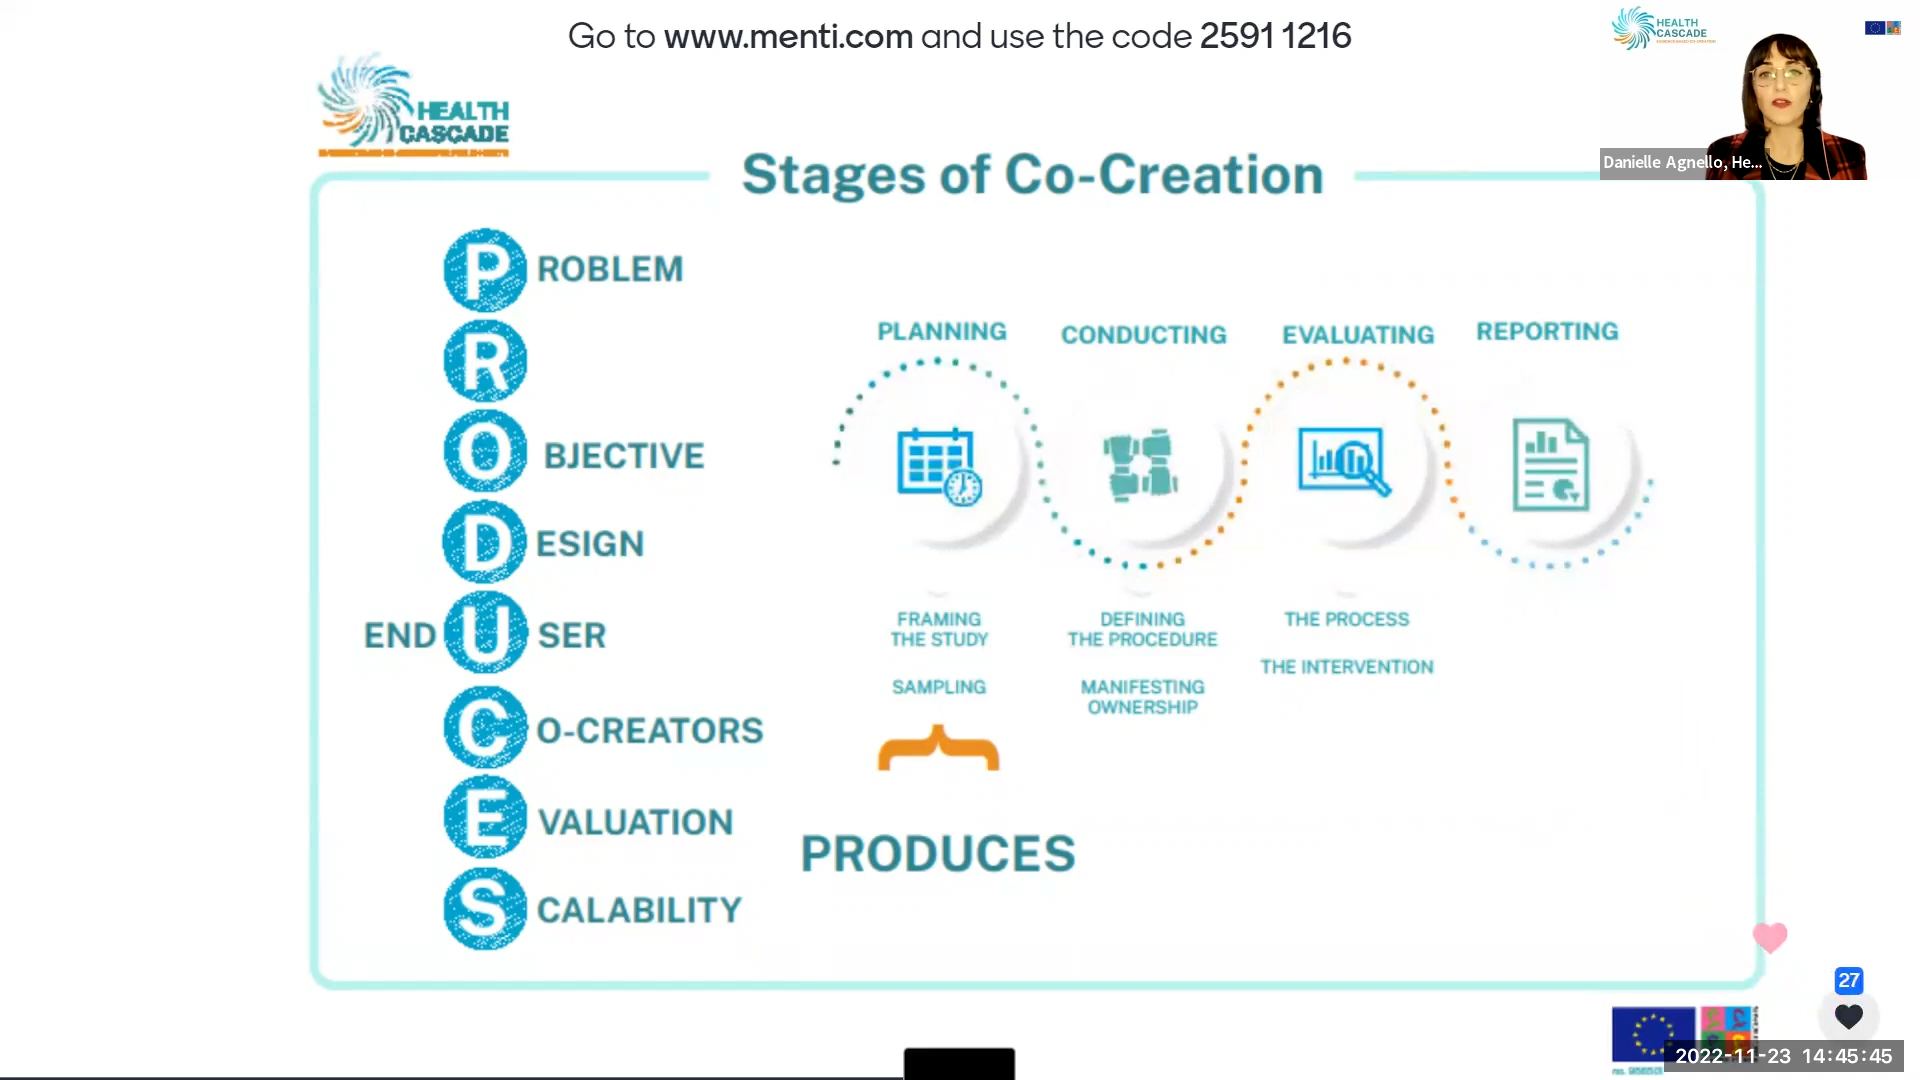 Go to www.menti.com and use the code 2591 1216
HEALTH
CASCADE
HEALTH
CASCADE
Danielle Agnello, He...
Stages of Co-Creation
PROBLEM
R
OBJECTIVE
DESIGN
END USER
CO-CREATORS
EVALUATION
SCALABILITY
PLANNING
CONDUCTING
EVALUATING
REPORTING
FRAMING
THE STUDY
SAMPLING
DEFINING
THE PROCEDURE
MANIFESTING
OWNERSHIP
THE PROCESS
THE INTERVENTION
PRODUCES
27
2022-11-23 14:45:45